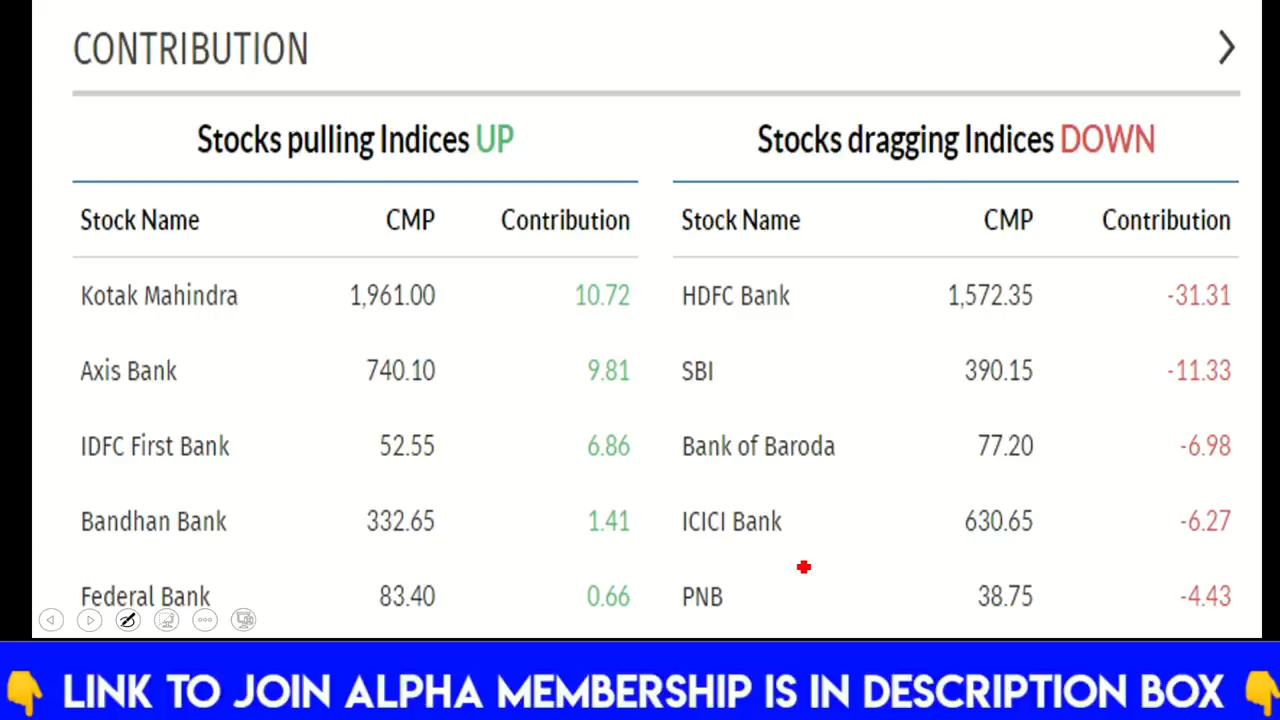 CONTRIBUTION
Stocks pulling Indices UP
Stock Name CMP Contribution
Kotak Mahindra 1,961.00 10.72
Axis Bank 740.10 9.81
IDFC First Bank 52.55 6.86
Bandhan Bank 332.65 1.41
Federal Bank 83.40 0.66
Stocks dragging Indices DOWN
Stock Name CMP Contribution
HDFC Bank 1,572.35 -31.31
SBI 390.15 -11.33
Bank of Baroda 77.20 -6.98
ICICI Bank 630.65 -6.27
PNB 38.75 -4.43
👇 LINK TO JOIN ALPHA MEMBERSHIP IS IN DESCRIPTION BOX 👇